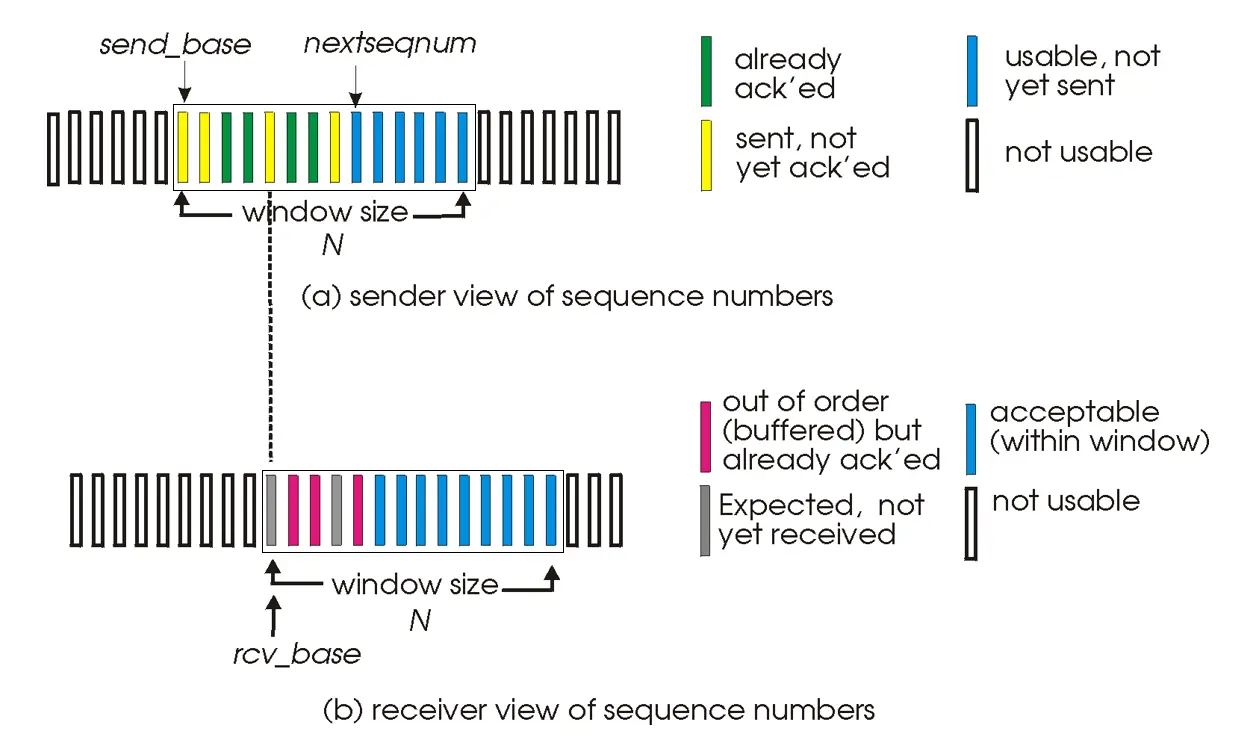 send_base
nextseqnum
already
ack'ed
usable, not
yet sent
sent, not
yet ack'ed
not usable
window size
N
(a) sender view of sequence numbers
out of order
(buffered) but
already ack'ed
acceptable
(within window)
Expected, not
yet received
not usable
window size
N
rcv_base
(b) receiver view of sequence numbers